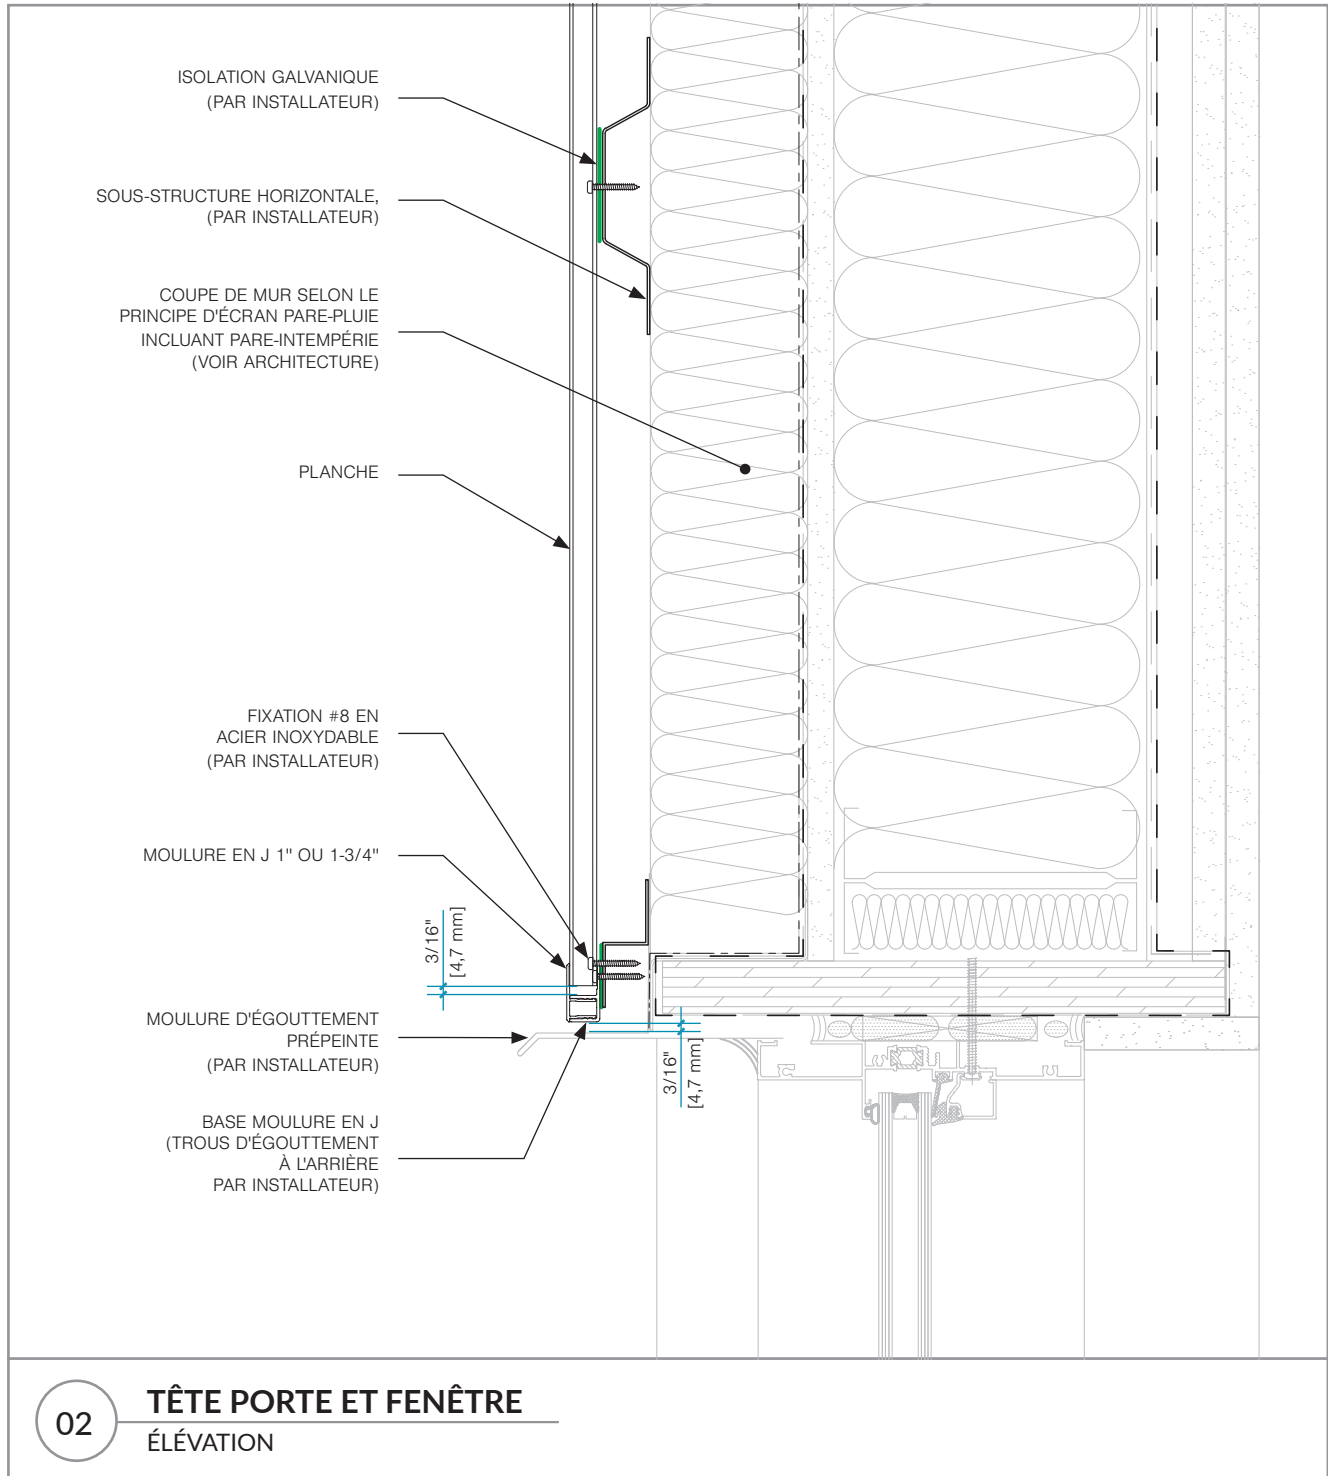 ISOLATION GALVANIQUE
(PAR INSTALLATEUR)
SOUS-STRUCTURE HORIZONTALE,
(PAR INSTALLATEUR)
COUPE DE MUR SELON LE
PRINCIPE D'ÉCRAN PARE-PLUIE
INCLUANT PARE-INTEMPÉRIE
(VOIR ARCHITECTURE)
PLANCHE
FIXATION #8 EN
ACIER INOXYDABLE
(PAR INSTALLATEUR)
MOULURE EN J 1" OU 1-3/4"
3/16"
[4,7 mm]
MOULURE D'ÉGOUTTEMENT
PRÉPEINTE
(PAR INSTALLATEUR)
3/16"
[4,7 mm]
BASE MOULURE EN J
(TROUS D'ÉGOUTTEMENT
À L'ARRIÈRE
PAR INSTALLATEUR)
02
TÊTE PORTE ET FENÊTRE
ÉLÉVATION